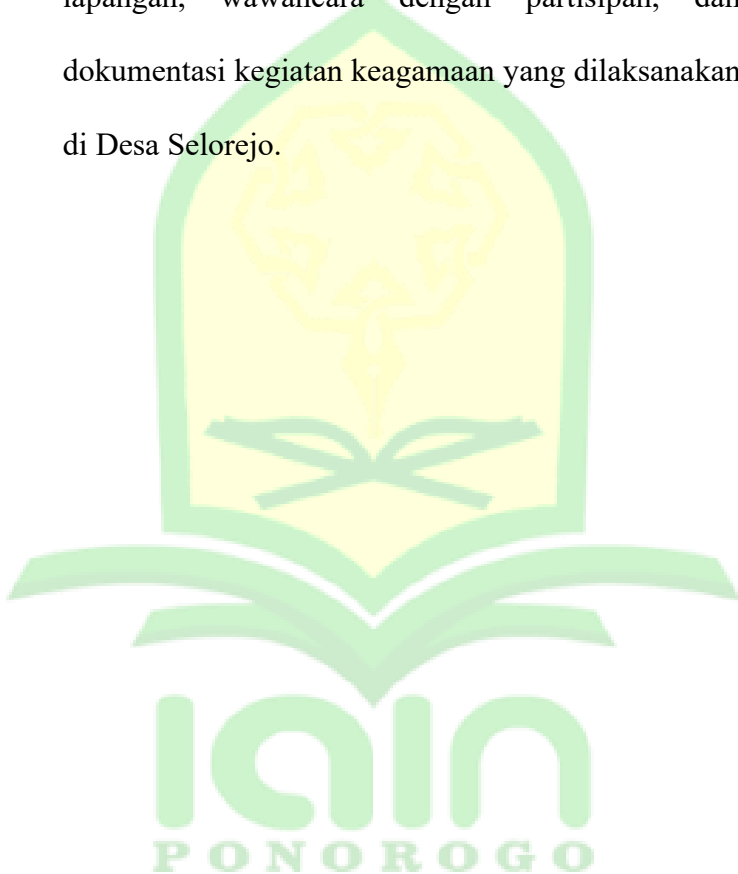 lapangan, wawancara dengan partisipan, dan
dokumentasi kegiatan keagamaan yang dilaksanakan
di Desa Selorejo.
iain
PONOROGO